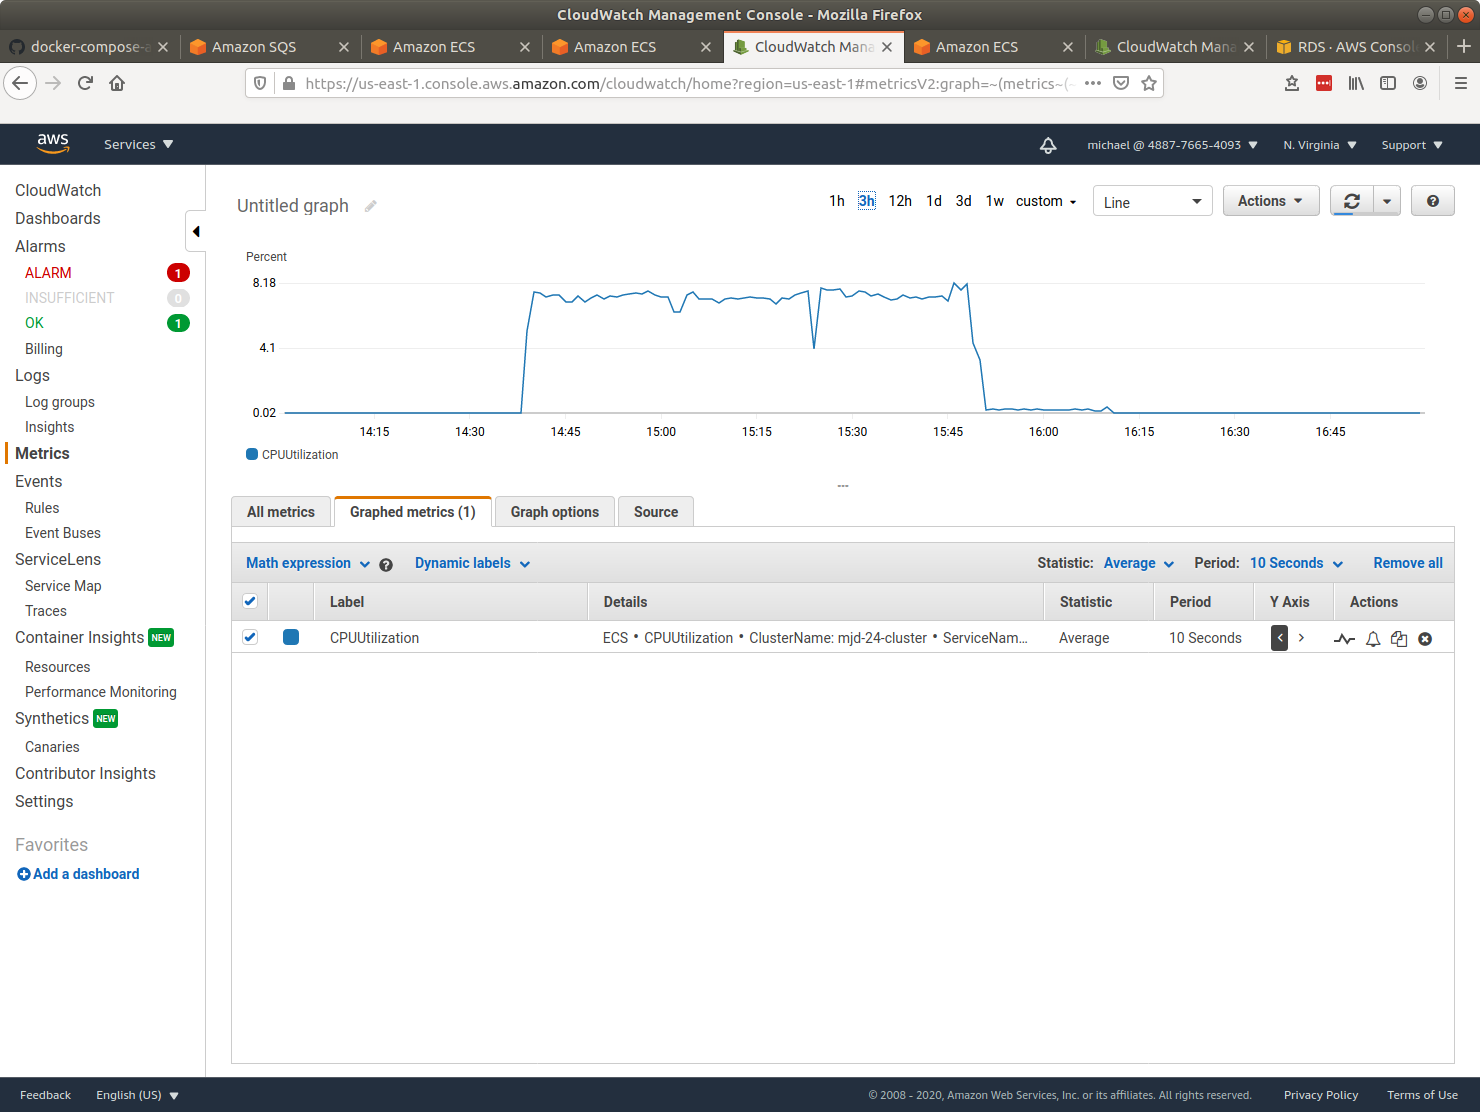 CloudWatch Management Console - Mozilla Firefox
docker-compose-a
Amazon SQS
Amazon ECS
Amazon ECS
CloudWatch Mana
Amazon ECS
CloudWatch Mana
RDS · AWS Consol
https://us-east-1.console.aws.amazon.com/cloudwatch/home?region=us-east-1#metricsV2:graph=~(metrics~(~
aws
Services
michael @ 4887-7665-4093
N. Virginia
Support
CloudWatch
Dashboards
Alarms
ALARM 1
INSUFFICIENT 0
OK 1
Billing
Logs
Log groups
Insights
Metrics
Events
Rules
Event Buses
ServiceLens
Service Map
Traces
Container Insights NEW
Resources
Performance Monitoring
Synthetics NEW
Canaries
Contributor Insights
Settings
Favorites
Add a dashboard
Untitled graph
1h 3h 12h 1d 3d 1w custom
Line
Actions
?
Percent
8.18
4.1
0.02
14:15 14:30 14:45 15:00 15:15 15:30 15:45 16:00 16:15 16:30 16:45
CPUUtilization
All metrics
Graphed metrics (1)
Graph options
Source
Math expression ?
Dynamic labels
Statistic: Average
Period: 10 Seconds
Remove all
Label Details Statistic Period Y Axis Actions
CPUUtilization ECS • CPUUtilization • ClusterName: mjd-24-cluster • ServiceNam... Average 10 Seconds < >
Feedback
English (US)
© 2008 - 2020, Amazon Web Services, Inc. or its affiliates. All rights reserved.
Privacy Policy
Terms of Use